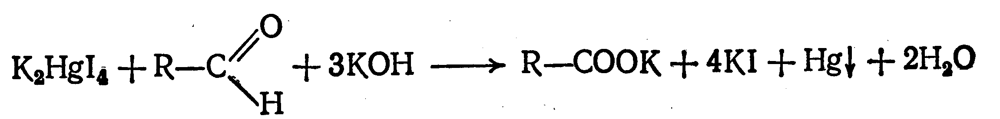 K₂HgI₄ + R—C(=O)H + 3KOH ⟶ R—COOK + 4KI + Hg↓ + 2H₂O